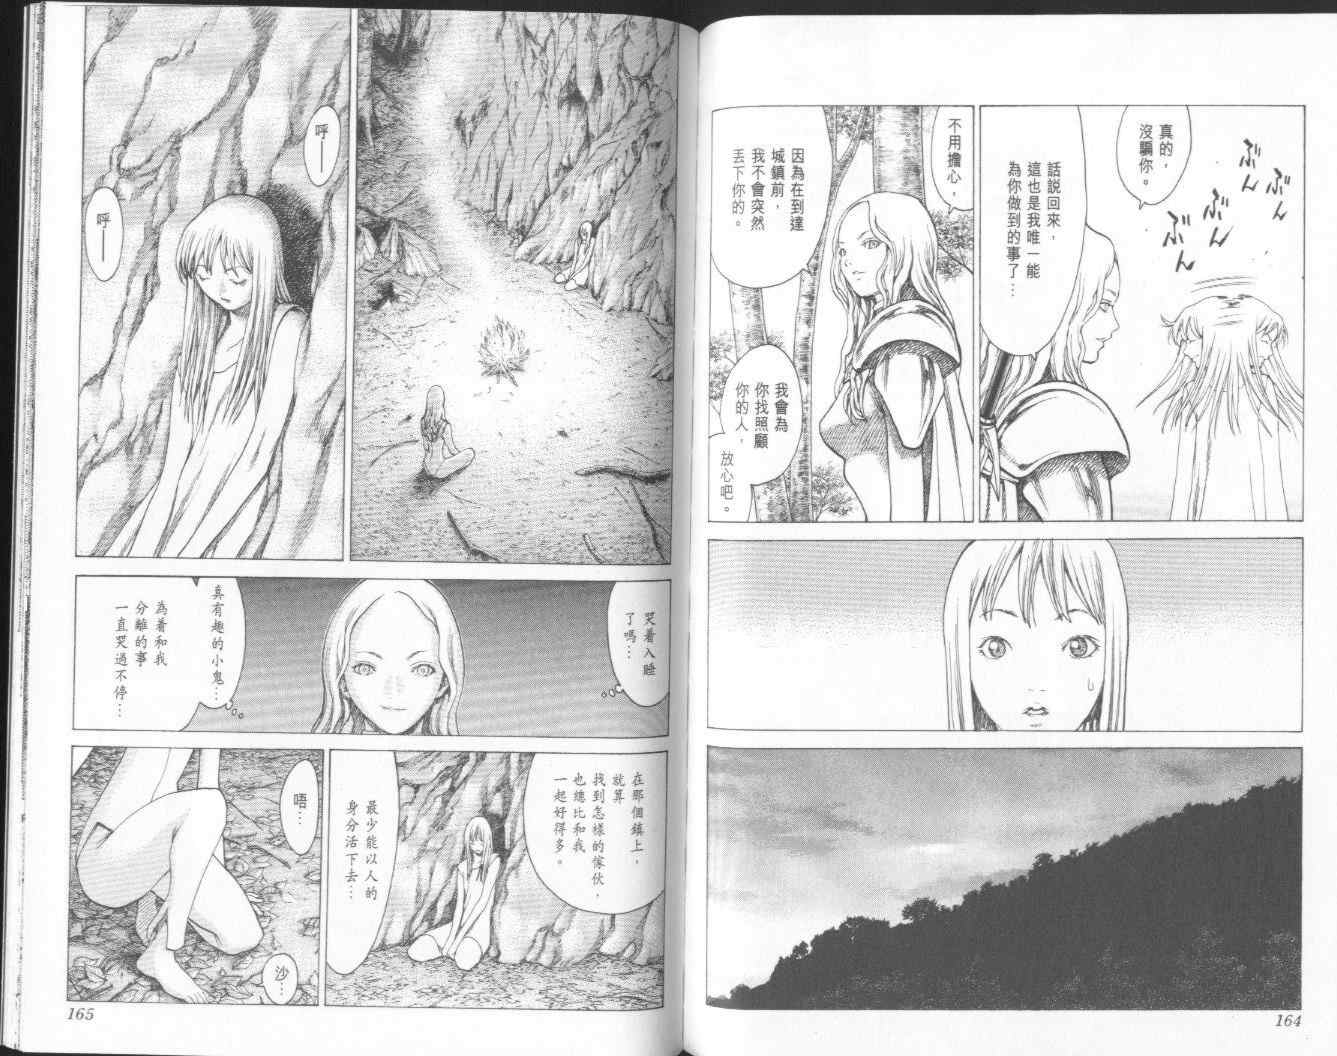 真的，
沒騙你。
ぶん
ぶん
ぶん
ぶん
話說回來，
這也是我唯一能
為你做到的事了…
不用擔心，
因為在到達
城鎮前，
我不會突然
丟下你的。
我會為
你找照顧
你的人，
放心吧。
164
呼—
呼—
哭着入睡
了嗎…
真有趣的小鬼…
為着和我
分離的事
一直哭過不停…
在那個鎮上，
就算
找到怎樣的傢伙，
也總比和我
一起好得多。
最少能以人的
身分活下去…
唔…
沙…
165